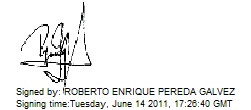 Signed by: ROBERTO ENRIQUE PEREDA GALVEZ
Signing time:Tuesday, June 14 2011, 17:26:40 GMT